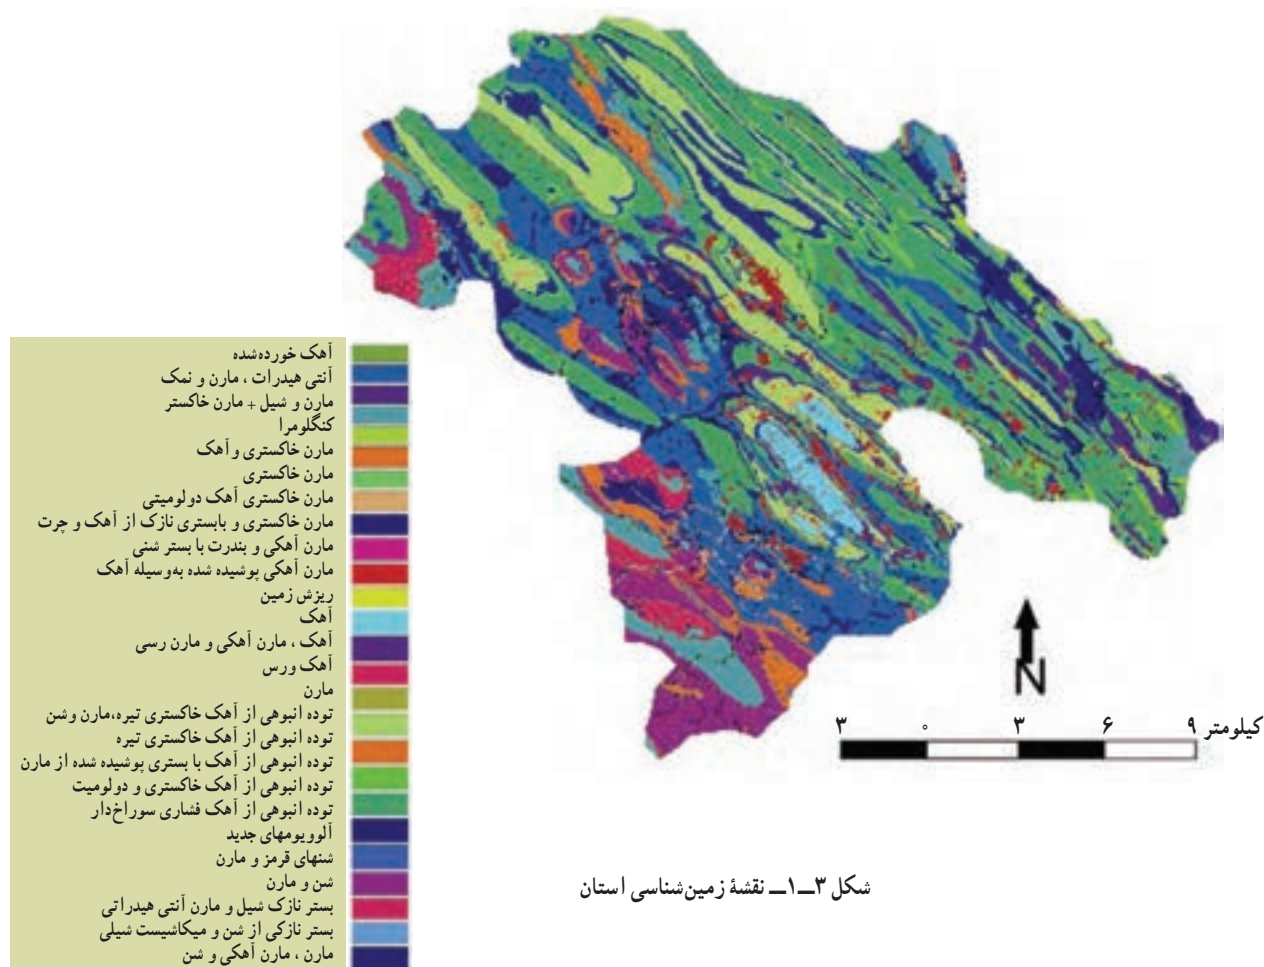 آهک خورده‌شده
آنتی هیدرات ، مارن و نمک
مارن و شیل + مارن خاکستر
کنگلومرا
مارن خاکستری و آهک
مارن خاکستری
مارن خاکستری آهک دولومیتی
مارن خاکستری و بابستری نازک از آهک و چرت
مارن آهکی و بندرت با بستر شنی
مارن آهکی پوشیده شده به‌وسیله آهک
ریزش زمین
آهک
آهک ، مارن آهکی و مارن رسی
آهک و رس
مارن
توده انبوهی از آهک خاکستری تیره،مارن وشن
توده انبوهی از آهک خاکستری تیره
توده انبوهی از آهک با بستری پوشیده شده از مارن
توده انبوهی از آهک خاکستری و دولومیت
توده انبوهی از آهک فشاری سوراخ‌دار
آلوویومهای جدید
شنهای قرمز و مارن
شن و مارن
بستر نازک شیل و مارن آنتی هیدراتی
بستر نازکی از شن و میکاشیست شیلی
مارن ، مارن آهکی و شن
N
۳ ۰ ۳ ۶ ۹ کیلومتر
شکل ۳ــ۱ــ نقشهٔ زمین‌شناسی استان